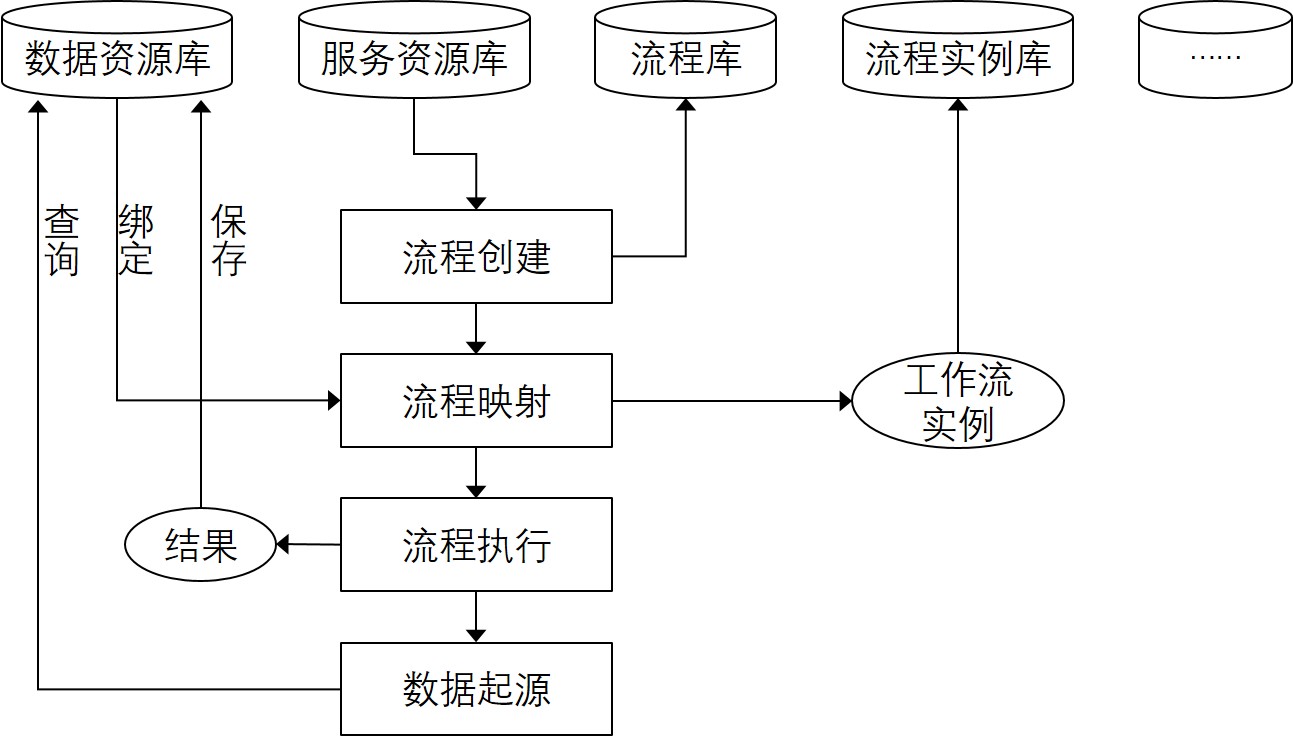 数据资源库
服务资源库
流程库
流程实例库
……
查询
绑定
保存
流程创建
流程映射
工作流
实例
结果
流程执行
数据起源